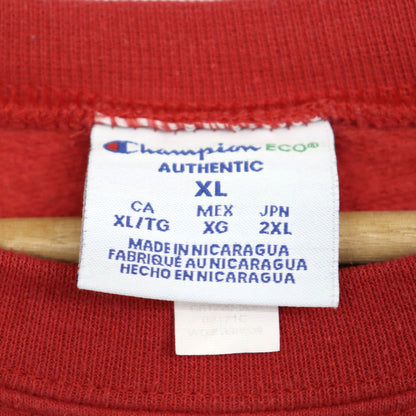 Champion ECO®
AUTHENTIC
XL
CA MEX JPN
XL/TG XG 2XL
MADE IN NICARAGUA
FABRIQUÉ AU NICARAGUA
HECHO EN NICARAGUA